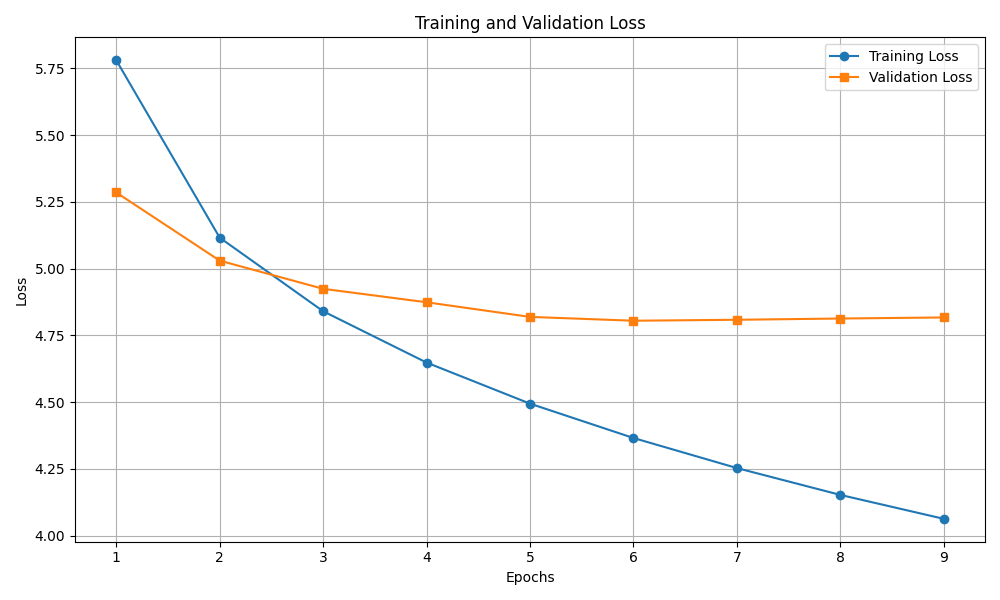 Training and Validation Loss
Training Loss
Validation Loss
Loss
5.75
5.50
5.25
5.00
4.75
4.50
4.25
4.00
1 2 3 4 5 6 7 8 9
Epochs